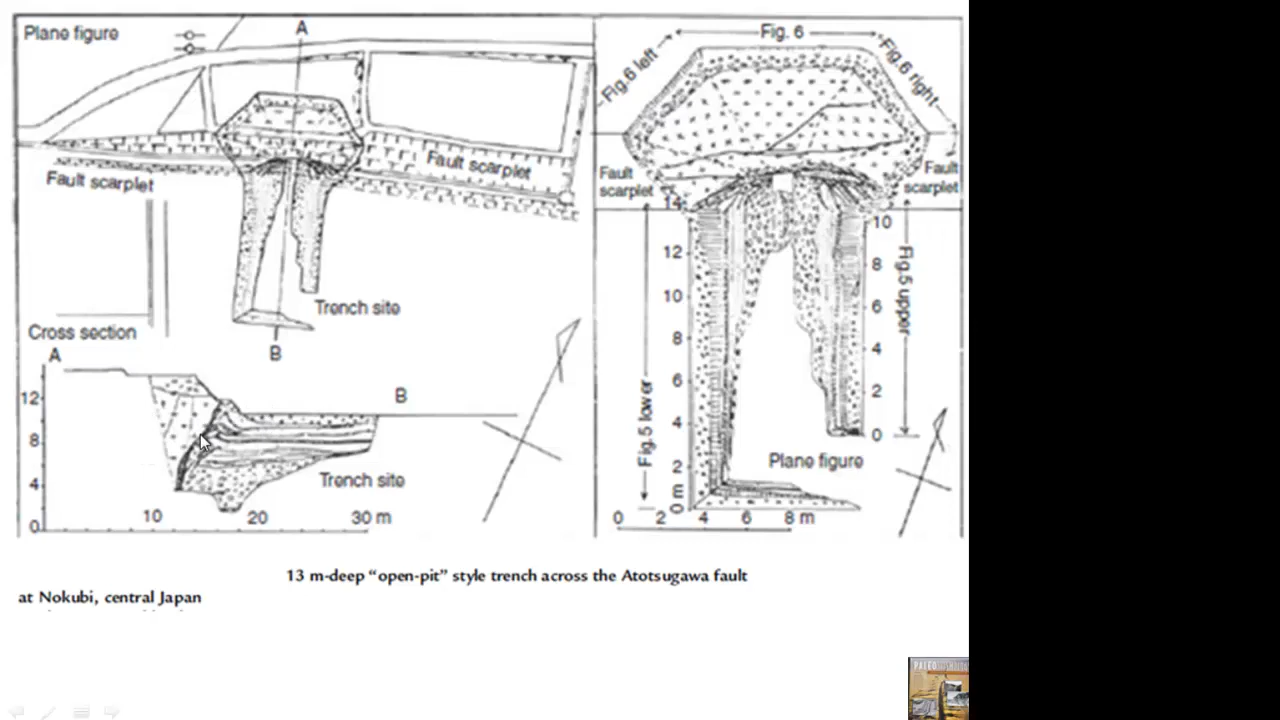 Plane figure
A
Fault scarplet
Fault scarplet
Trench site
B
Cross section
A
B
12
8
4
0
10
20
30 m
Trench site
Fig. 6
Fig. 6 left
Fig. 6 right
Fault
scarplet
Fault
scarplet
14
12
10
8
6
4
2
0
m
Fig. 5 lower
10
8
6
4
2
0
Fig. 5 upper
Plane figure
0
2
4
6
8 m
13 m-deep “open-pit” style trench across the Atotsugawa fault
at Nokubi, central Japan